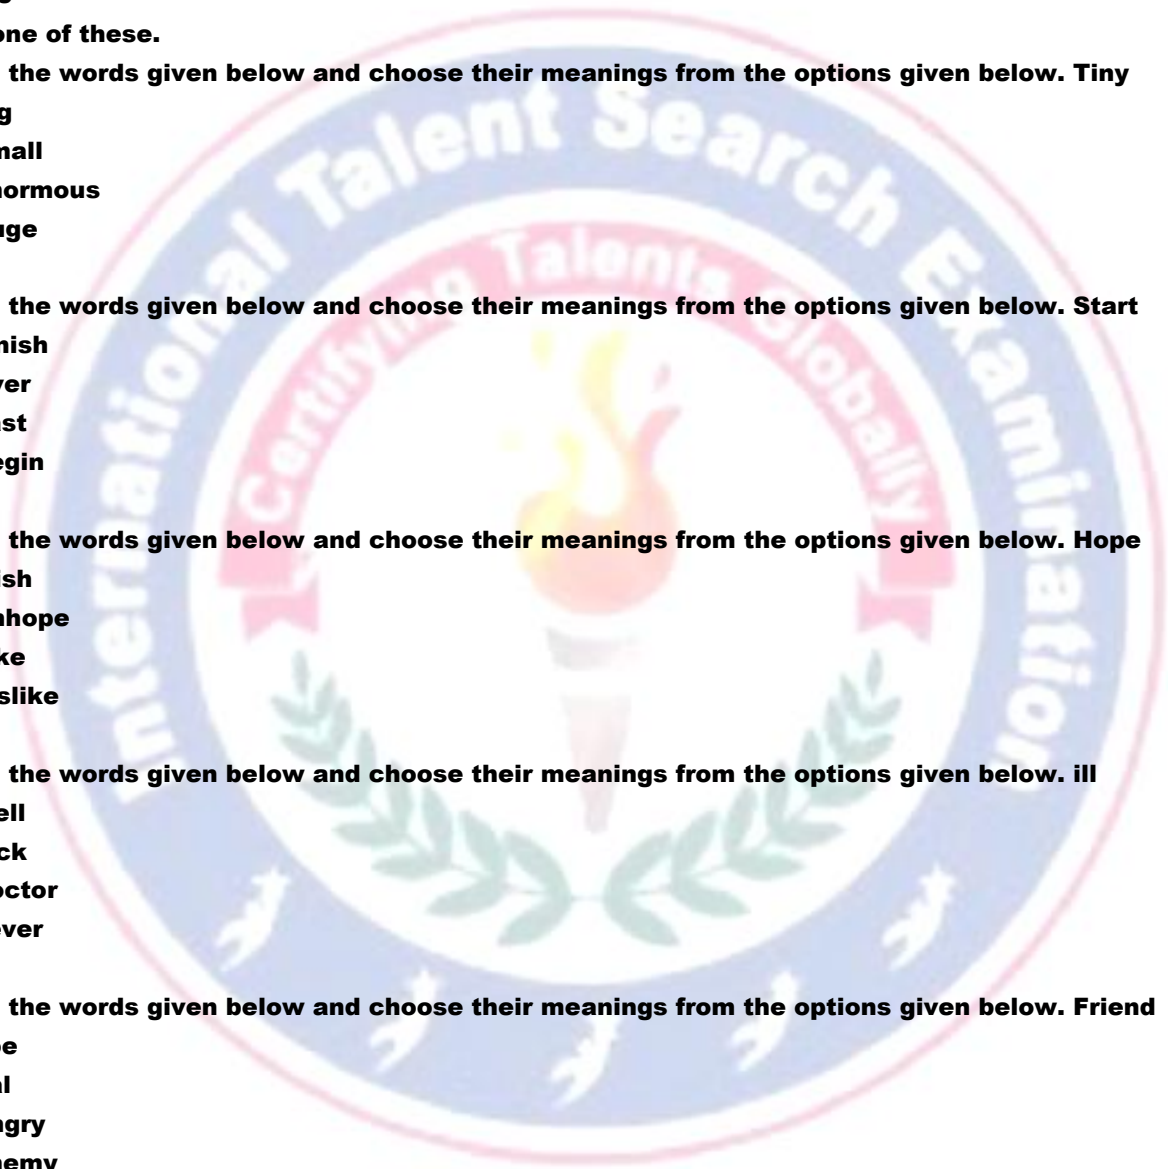 one of these.
the words given below and choose their meanings from the options given below. Tiny
g
mall
normous
uge
the words given below and choose their meanings from the options given below. Start
nish
ver
ast
egin
the words given below and choose their meanings from the options given below. Hope
ish
nhope
ke
slike
the words given below and choose their meanings from the options given below. ill
ell
ck
octor
ever
the words given below and choose their meanings from the options given below. Friend
oe
al
ngry
nemy
International Talent Search Examination
Certifying Talents Globally